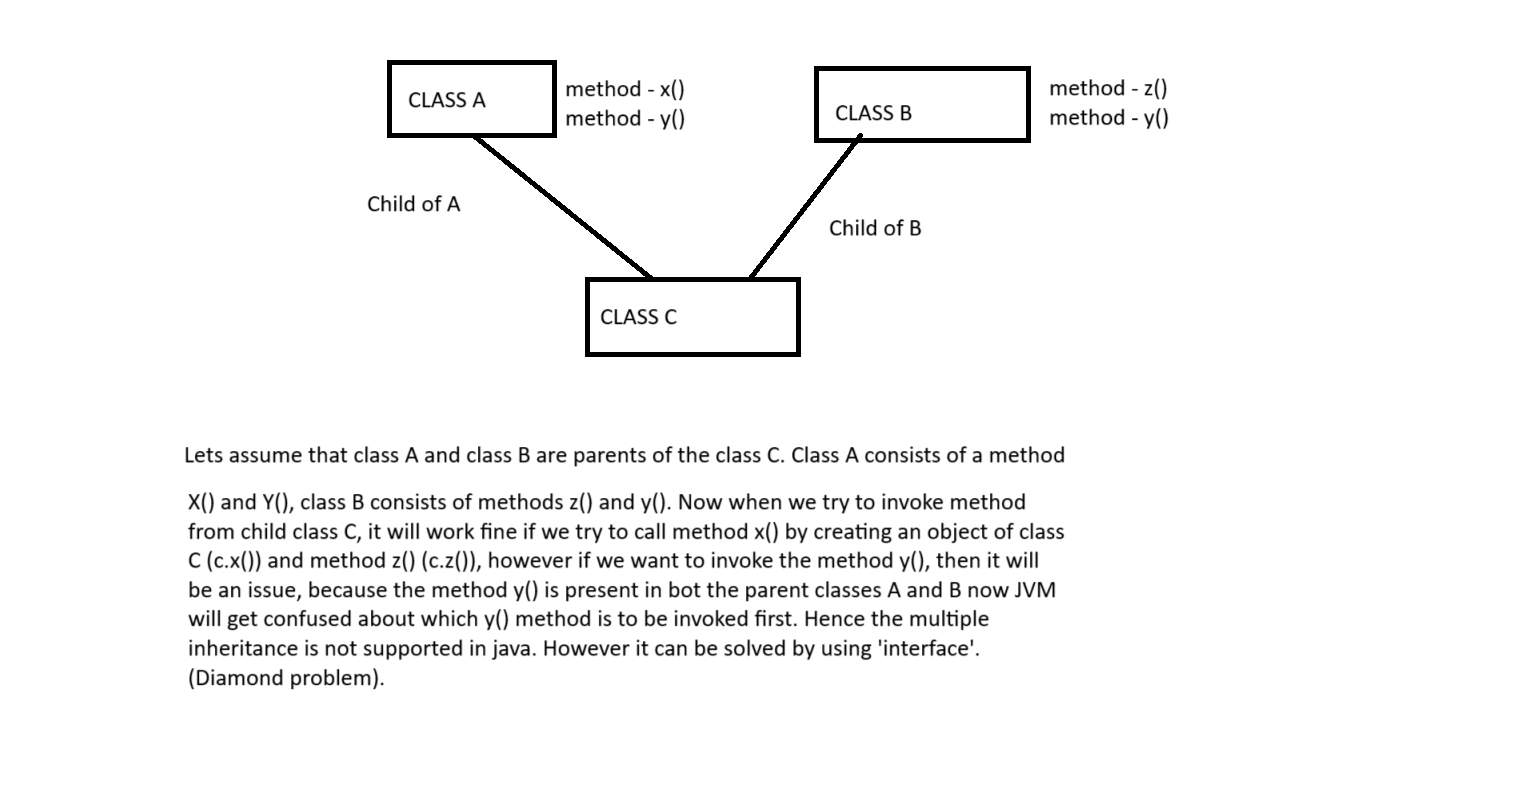 CLASS A
method - x()
method - y()
CLASS B
method - z()
method - y()
Child of A
Child of B
CLASS C
Lets assume that class A and class B are parents of the class C. Class A consists of a method
X() and Y(), class B consists of methods z() and y(). Now when we try to invoke method
from child class C, it will work fine if we try to call method x() by creating an object of class
C (c.x()) and method z() (c.z()), however if we want to invoke the method y(), then it will
be an issue, because the method y() is present in bot the parent classes A and B now JVM
will get confused about which y() method is to be invoked first. Hence the multiple
inheritance is not supported in java. However it can be solved by using 'interface'.
(Diamond problem).